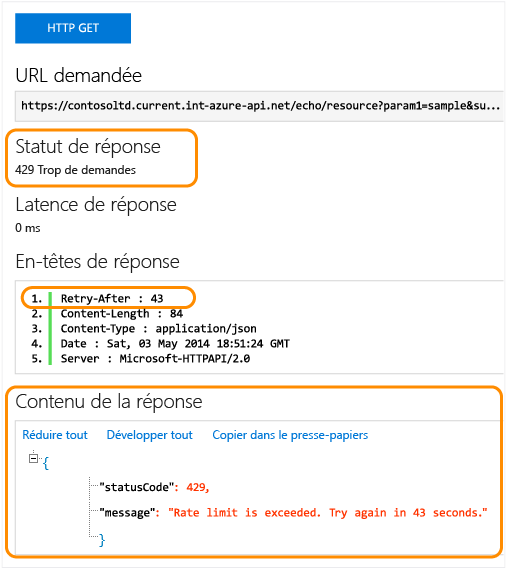 HTTP GET
URL demandée
https://contosoltd.current.int-azure-api.net/echo/resource?param1=sample&su...
Statut de réponse
429 Trop de demandes
Latence de réponse
0 ms
En-têtes de réponse
1. Retry-After : 43
2. Content-Length : 84
3. Content-Type : application/json
4. Date : Sat, 03 May 2014 18:51:24 GMT
5. Server : Microsoft-HTTPAPI/2.0
Contenu de la réponse
Réduire tout Développer tout Copier dans le presse-papiers
{
"statusCode": 429,
"message": "Rate limit is exceeded. Try again in 43 seconds."
}